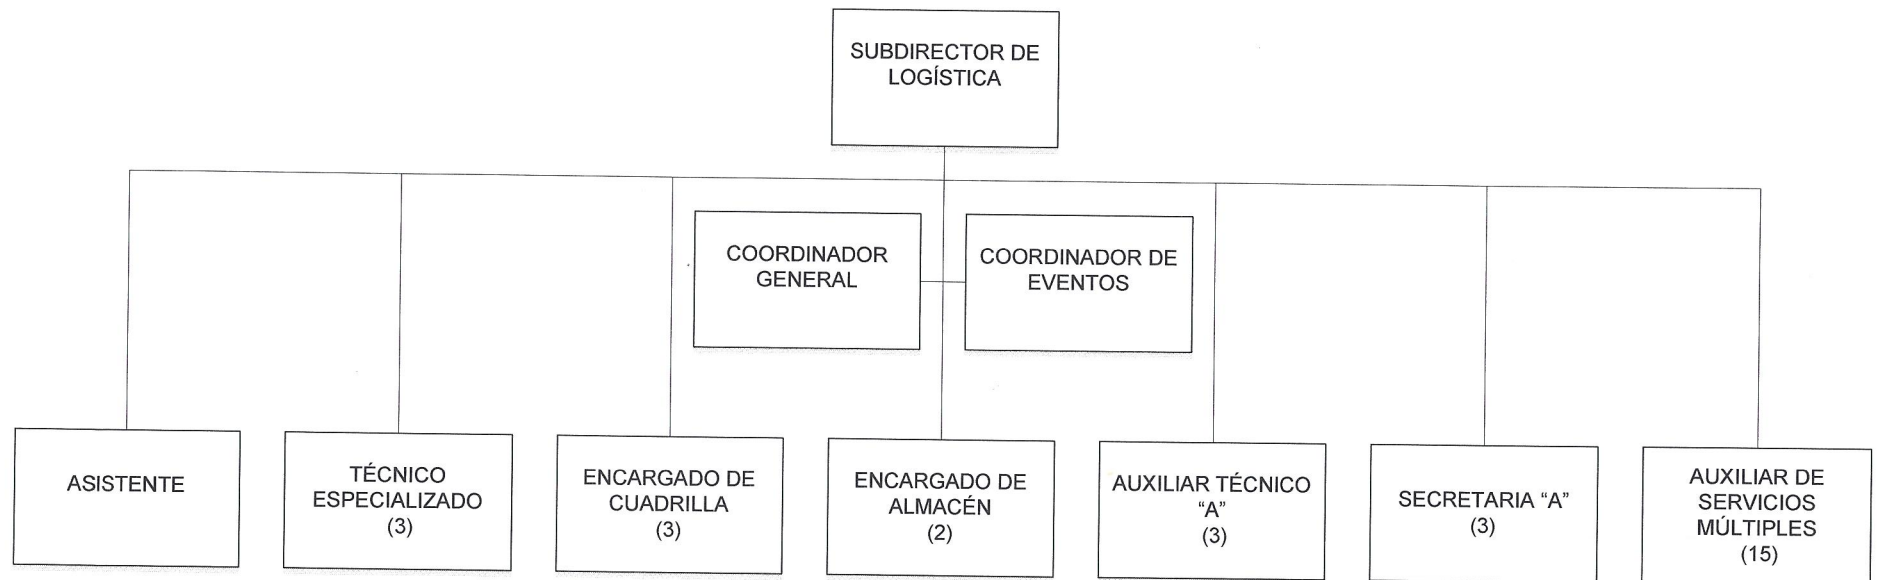 SUBDIRECTOR DE
LOGÍSTICA
COORDINADOR
GENERAL
COORDINADOR DE
EVENTOS
ASISTENTE
TÉCNICO
ESPECIALIZADO
(3)
ENCARGADO DE
CUADRILLA
(3)
ENCARGADO DE
ALMACÉN
(2)
AUXILIAR TÉCNICO
“A”
(3)
SECRETARIA “A”
(3)
AUXILIAR DE
SERVICIOS
MÚLTIPLES
(15)